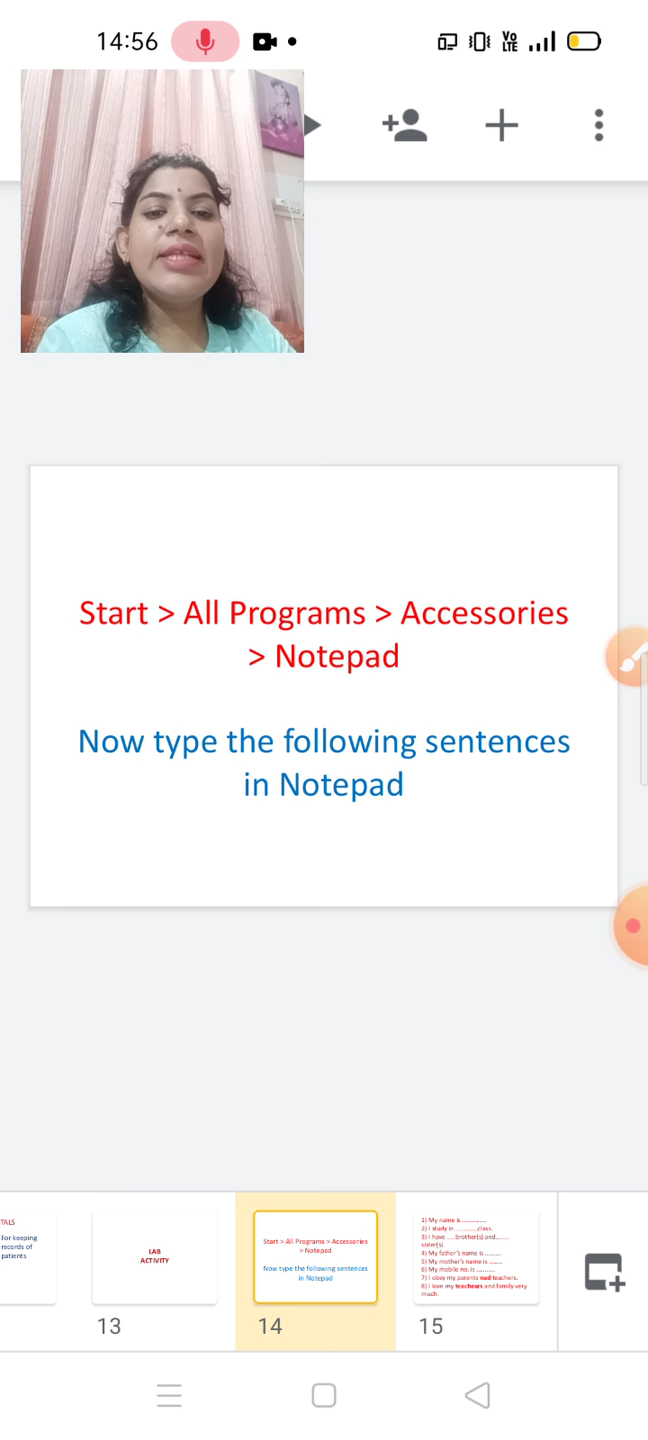 14:56
VO
LTE
Start > All Programs > Accessories
> Notepad
Now type the following sentences
in Notepad
TALS
for keeping
records of
patients
LAB
ACTIVITY
Start > All Programs > Accessories
> Notepad
Now type the following sentences
in Notepad
1) My name is .............
2) I study in ...........class.
3) I have ....brother(s) and.......
sister(s).
4) My father's name is .........
5) My mother's name is .......
6) My mobile no. is ..........
7) I obey my parents nad teachers.
8) I love my teachears and family very
much.
13
14
15